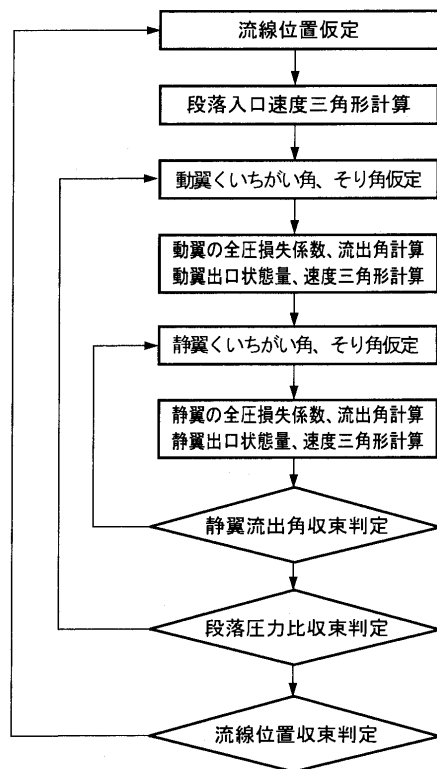 流線位置仮定
段落入口速度三角形計算
動翼くいちがい角、そり角仮定
動翼の全圧損失係数、流出角計算
動翼出口状態量、速度三角形計算
静翼くいちがい角、そり角仮定
静翼の全圧損失係数、流出角計算
静翼出口状態量、速度三角形計算
静翼流出角収束判定
段落圧力比収束判定
流線位置収束判定